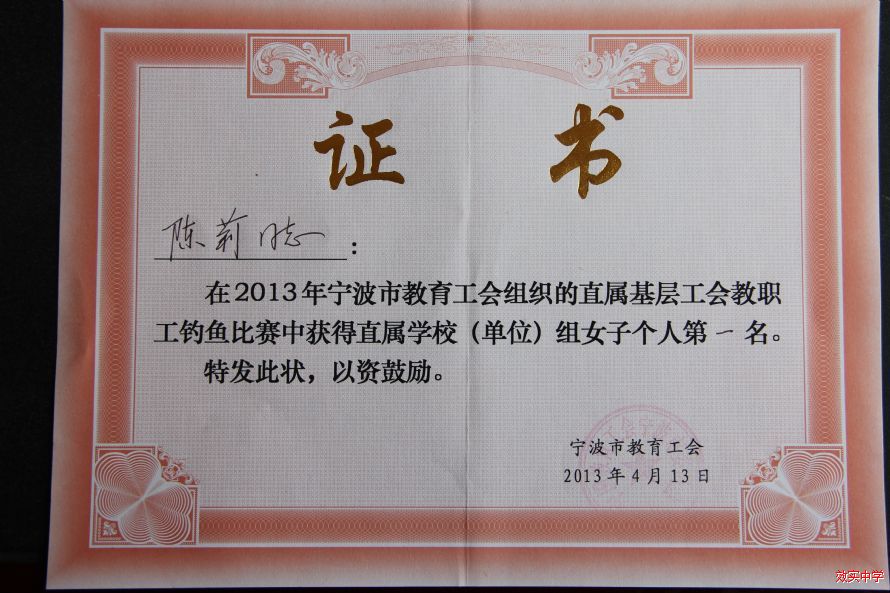 证 书
陈莉同志：
在2013年宁波市教育工会组织的直属基层工会教职
工钓鱼比赛中获得直属学校（单位）组女子个人第一名。
特发此状，以资鼓励。
宁波市教育工会
2013年4月13日
效实中学